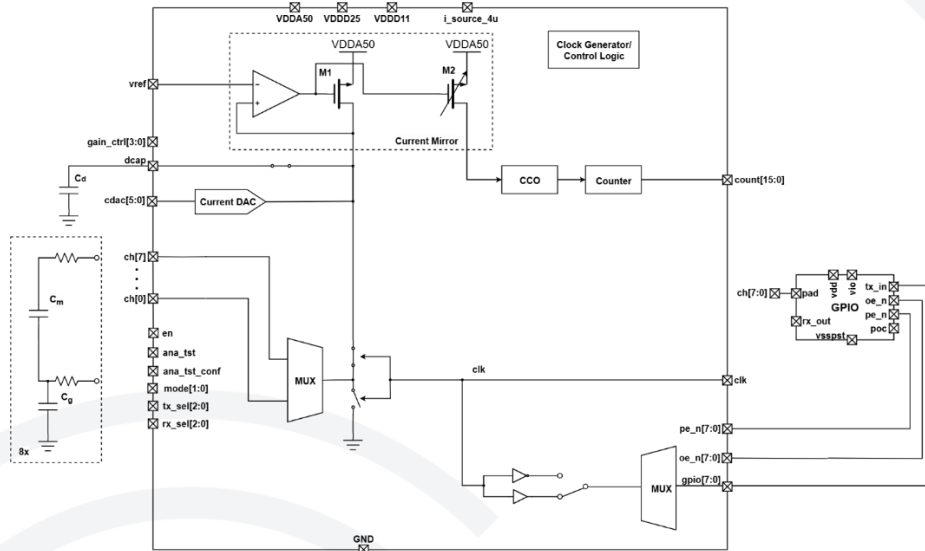 VDDA50
VDDD25
VDDD11
i_source_4u
VDDA50
VDDA50
Clock Generator/
Control Logic
M1
M2
vref
−
+
Current Mirror
gain_ctrl[3:0]
dcap
Cd
CCO
Counter
count[15:0]
cdac[5:0]
Current DAC
ch[7]
ch[0]
Cm
Cg
8x
en
ana_tst
ana_tst_conf
mode[1:0]
tx_sel[2:0]
rx_sel[2:0]
MUX
clk
clk
ch[7:0]
pad
vdd
vio
tx_in
GPIO
oe_n
pe_n
rx_out
poc
vsspst
pe_n[7:0]
oe_n[7:0]
MUX
gpio[7:0]
GND